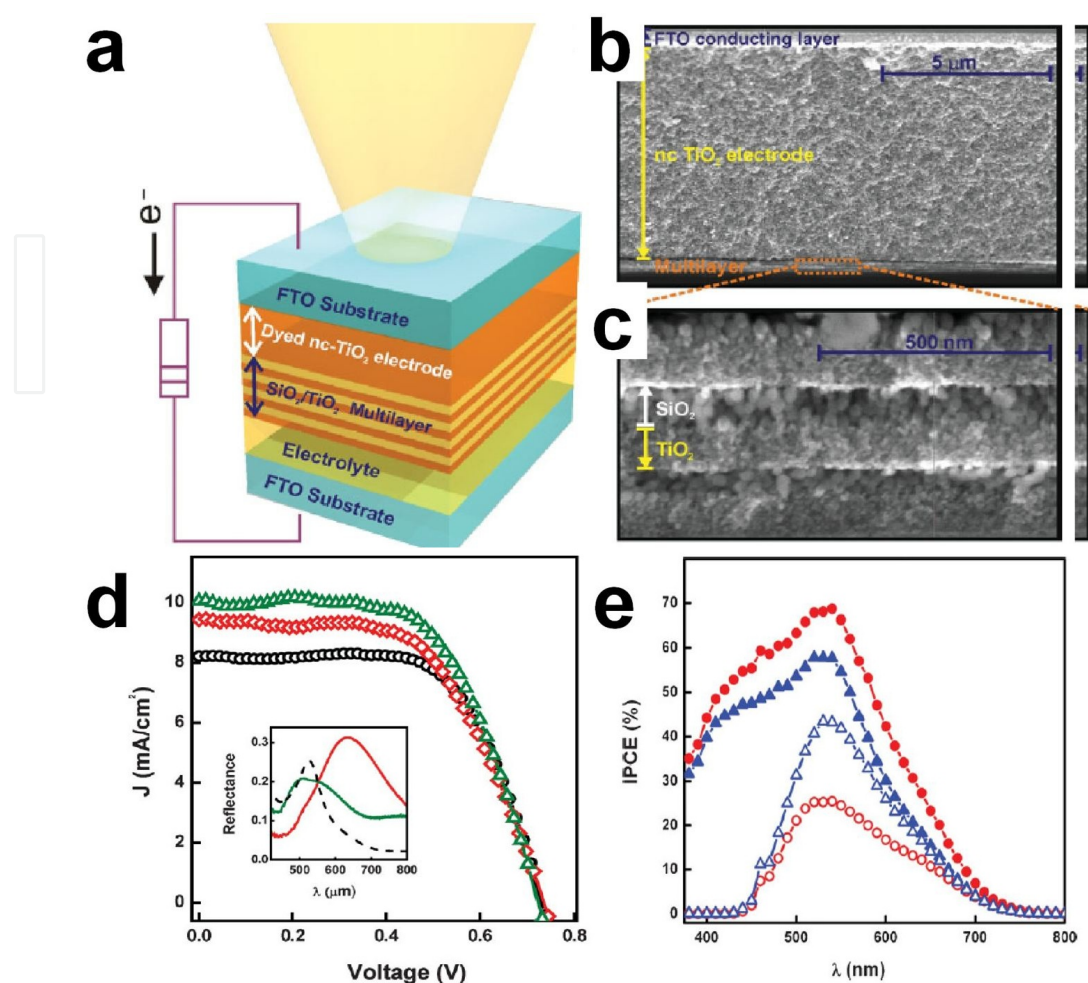 a
e⁻
FTO Substrate
Dyed nc-TiO₂ electrode
SiO₂/TiO₂ Multilayer
Electrolyte
FTO Substrate
b
FTO conducting layer
5 μm
nc TiO₂ electrode
Multilayer
c
500 nm
SiO₂
TiO₂
d
10
8
6
4
2
0
J (mA/cm²)
0.0 0.2 0.4 0.6 0.8
Voltage (V)
0.3
0.2
0.1
0.0
Reflectance
500 600 700 800
λ (μm)
e
70
60
50
40
30
20
10
0
IPCE (%)
400 500 600 700 800
λ (nm)